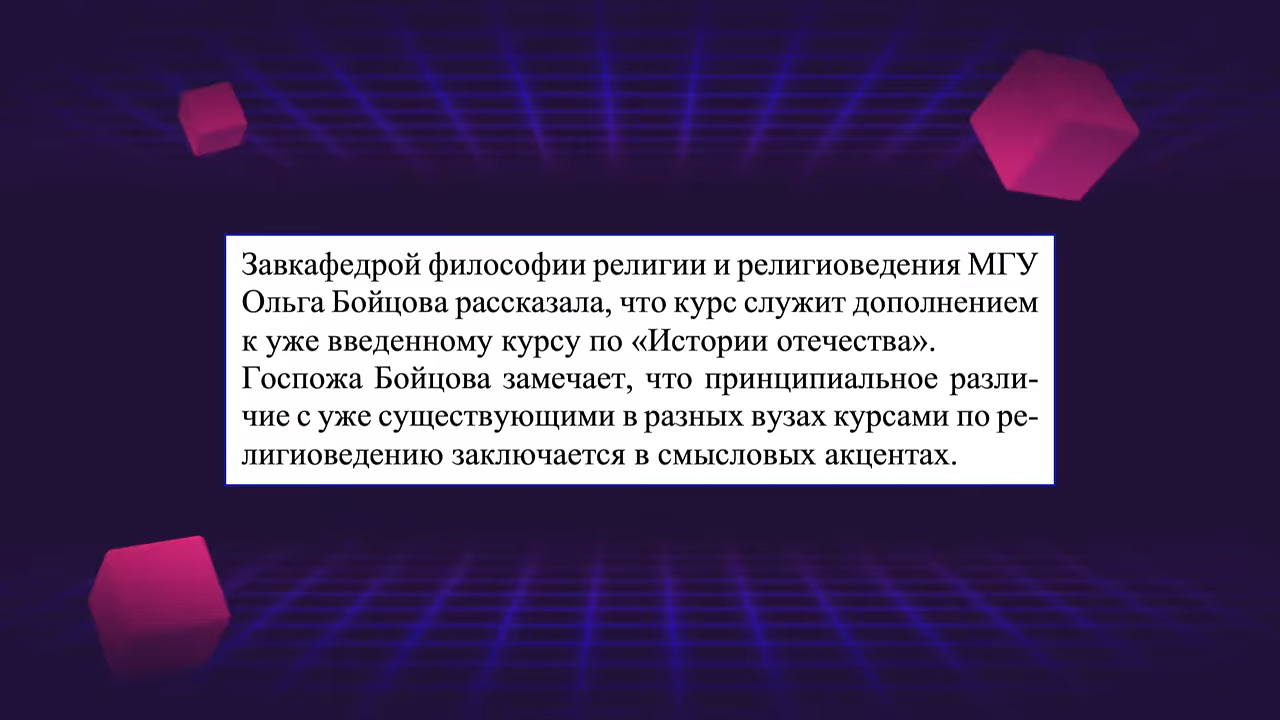 Завкафедрой философии религии и религиоведения МГУ
Ольга Бойцова рассказала, что курс служит дополнением
к уже введенному курсу по «Истории отечества».
Госпожа Бойцова замечает, что принципиальное разли-
чие с уже существующими в разных вузах курсами по ре-
лигиоведению заключается в смысловых акцентах.